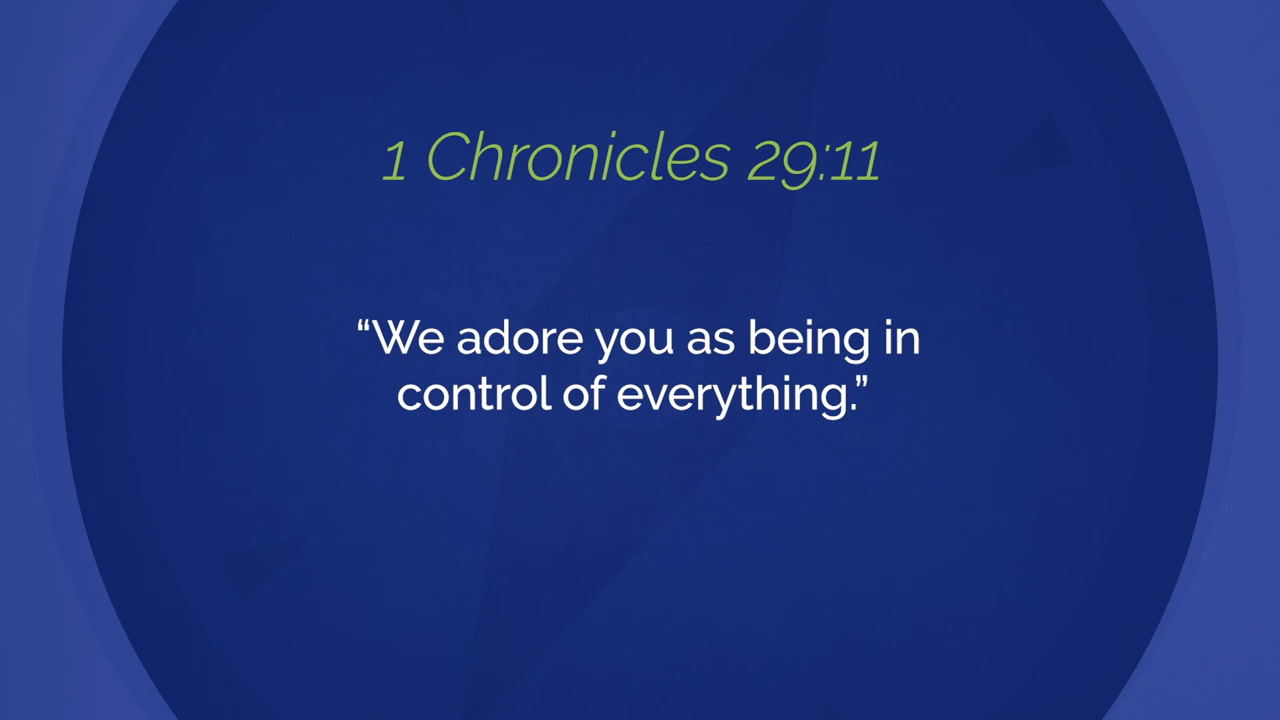 1 Chronicles 29:11
“We adore you as being in
control of everything.”